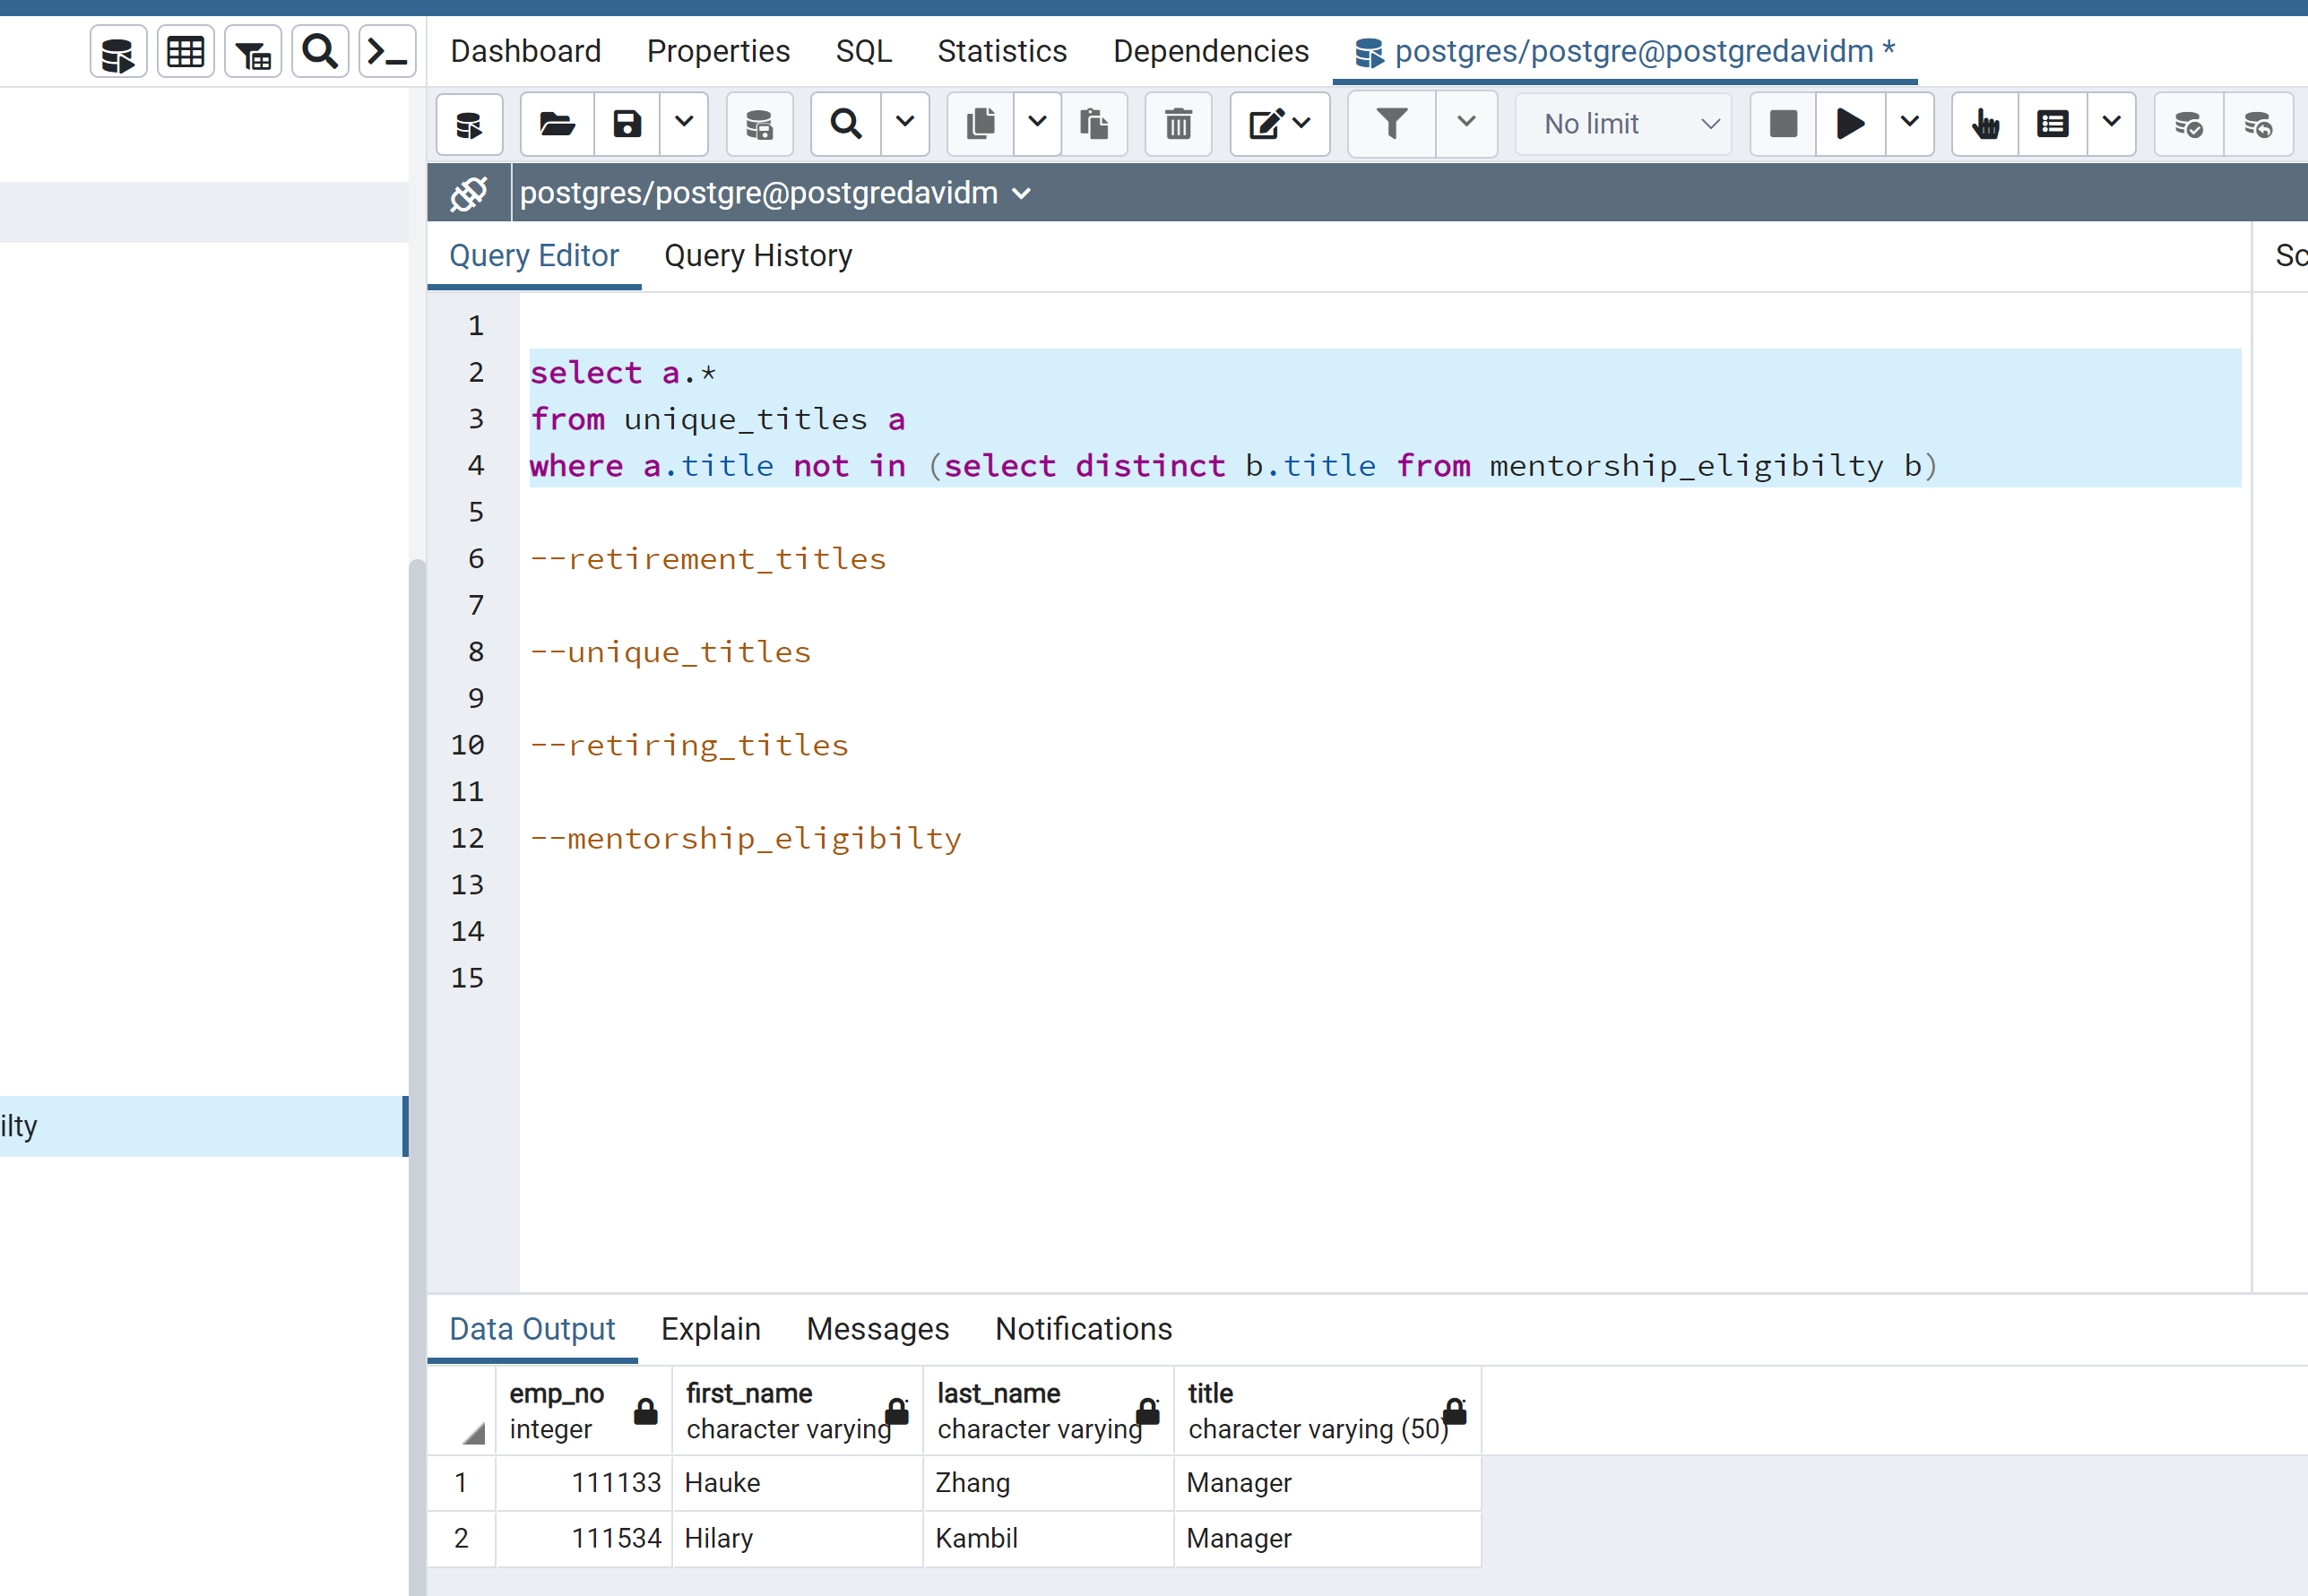 Dashboard Properties SQL Statistics Dependencies postgres/postgre@postgredavidm *
No limit
postgres/postgre@postgredavidm
Query Editor Query History
1
2 select a.*
3 from unique_titles a
4 where a.title not in (select distinct b.title from mentorship_eligibilty b)
5
6 --retirement_titles
7
8 --unique_titles
9
10 --retiring_titles
11
12 --mentorship_eligibilty
13
14
15
ilty
Data Output Explain Messages Notifications
emp_no first_name last_name title
integer character varying character varying character varying (50)
1 111133 Hauke Zhang Manager
2 111534 Hilary Kambil Manager